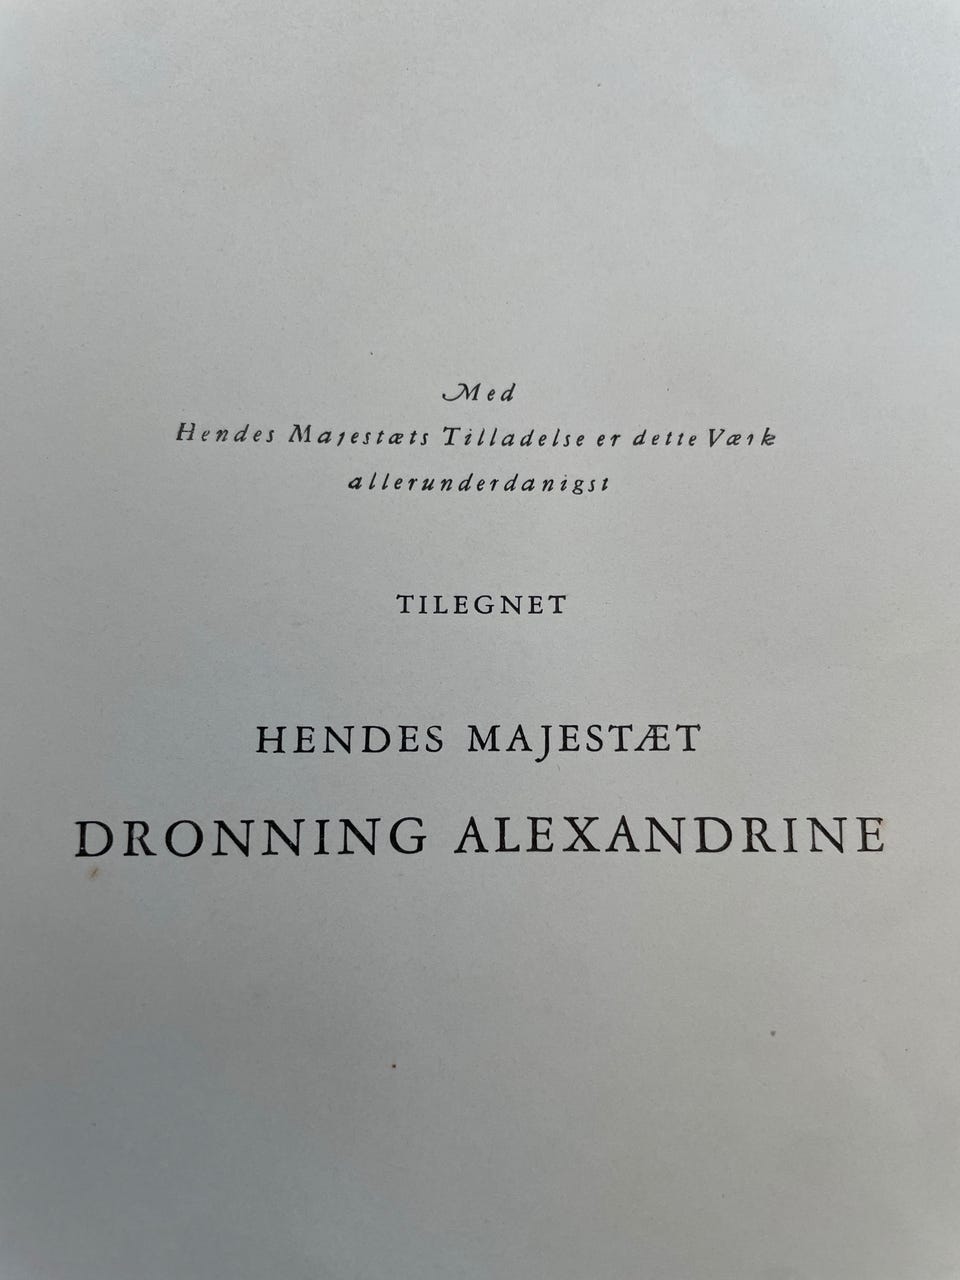 Med
Hendes Majestæts Tilladelse er dette Værk
allerunderdanigst
TILEGNET
HENDES MAJESTÆT
DRONNING ALEXANDRINE